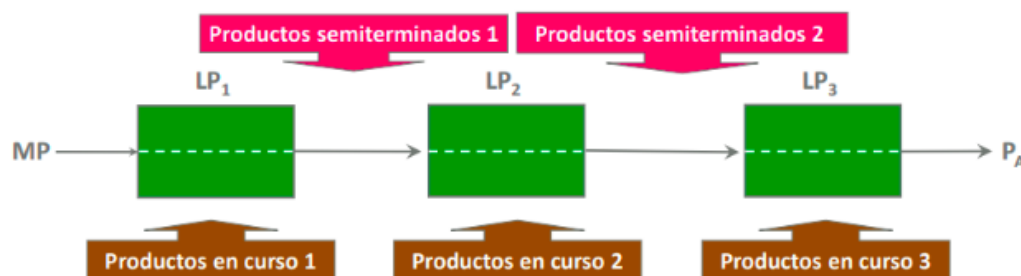 Productos semiterminados 1
Productos semiterminados 2
LP1
LP2
LP3
MP
PA
Productos en curso 1
Productos en curso 2
Productos en curso 3